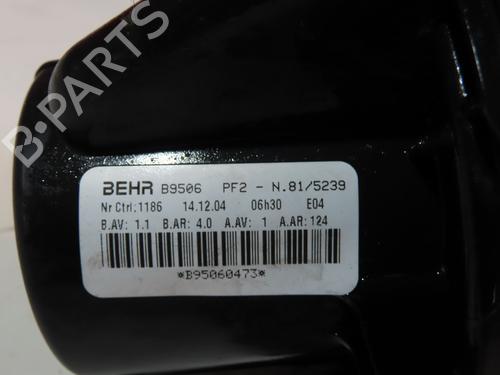 B-PARTS
BEHR B9506 PF2 - N.81/5239
Nr Ctrl:1186 14.12.04 06h30 E04
B.AV: 1.1 B.AR: 4.0 A.AV: 1 A.AR: 124
*B95060473*